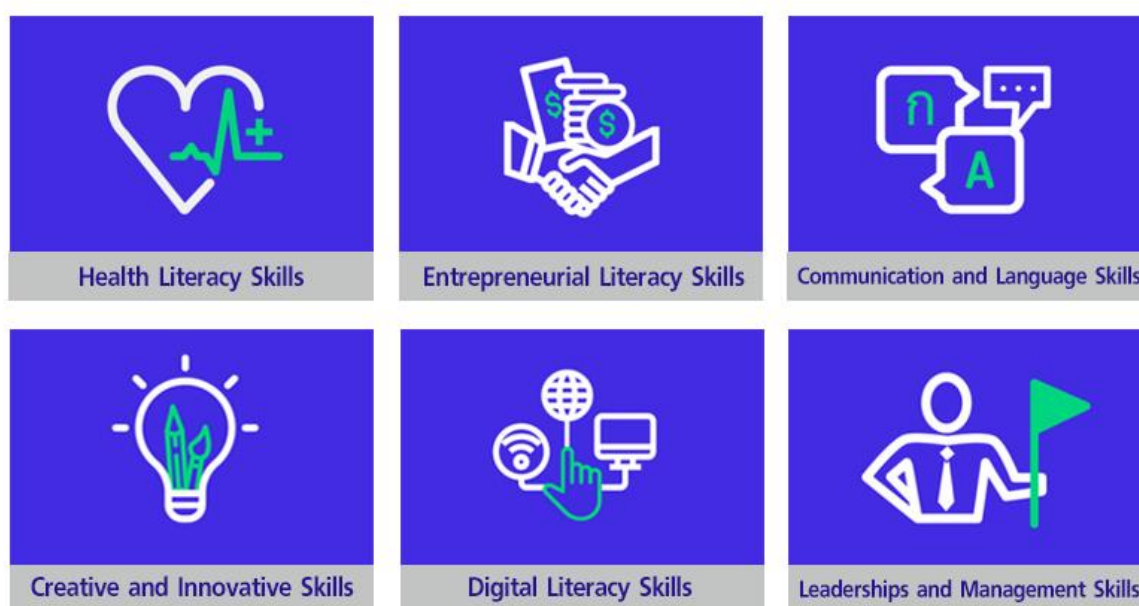 $
$
ก
...
A
+
Health Literacy Skills
Entrepreneurial Literacy Skills
Communication and Language Skills
Creative and Innovative Skills
Digital Literacy Skills
Leaderships and Management Skills